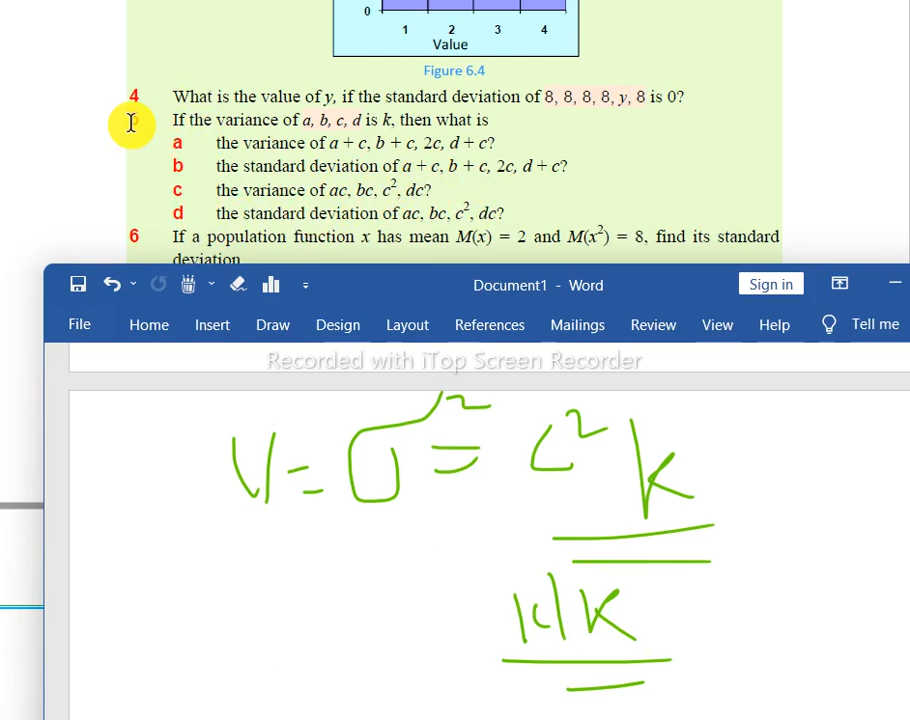 0
1 2 3 4
Value
Figure 6.4
4 What is the value of y, if the standard deviation of 8, 8, 8, 8, y, 8 is 0?
If the variance of a, b, c, d is k, then what is
a the variance of a + c, b + c, 2c, d + c?
b the standard deviation of a + c, b + c, 2c, d + c?
c the variance of ac, bc, c², dc?
d the standard deviation of ac, bc, c², dc?
6 If a population function x has mean M(x) = 2 and M(x²) = 8, find its standard
deviation
Document1 - Word Sign in
File Home Insert Draw Design Layout References Mailings Review View Help Tell me
Recorded with iTop Screen Recorder
V = σ² = c² k
|c| k